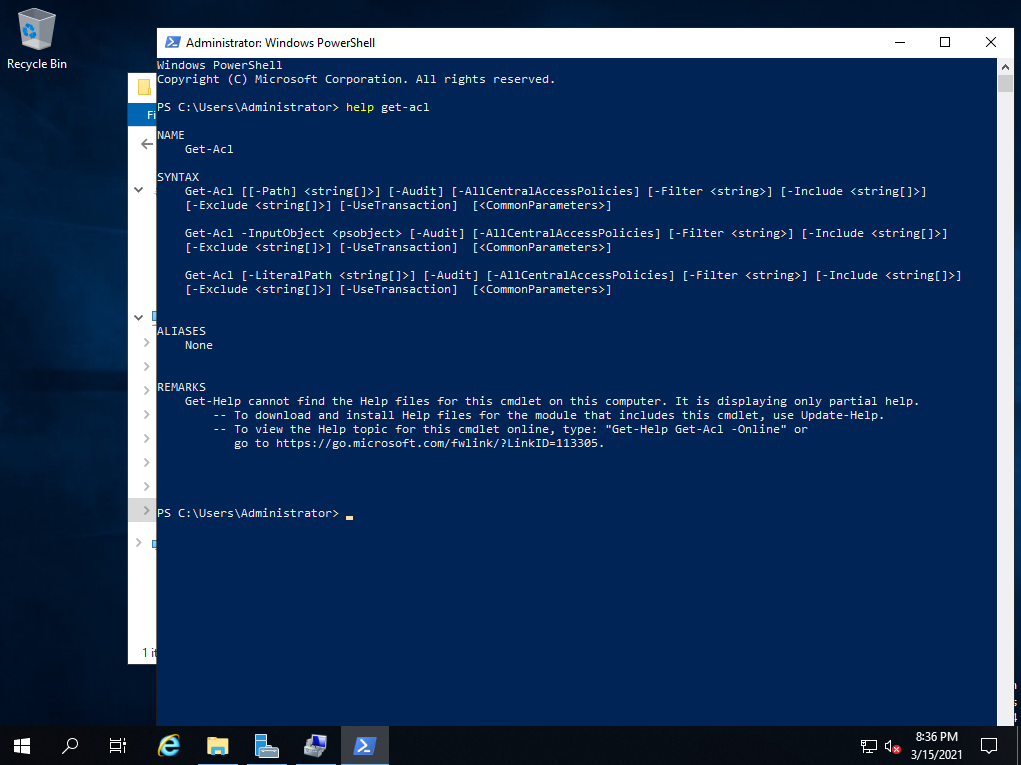 Recycle Bin
Administrator: Windows PowerShell
Windows PowerShell
Copyright (C) Microsoft Corporation. All rights reserved.
PS C:\Users\Administrator> help get-acl
NAME
Get-Acl
SYNTAX
Get-Acl [[-Path] <string[]>] [-Audit] [-AllCentralAccessPolicies] [-Filter <string>] [-Include <string[]>]
[-Exclude <string[]>] [-UseTransaction]  [<CommonParameters>]
Get-Acl -InputObject <psobject> [-Audit] [-AllCentralAccessPolicies] [-Filter <string>] [-Include <string[]>]
[-Exclude <string[]>] [-UseTransaction]  [<CommonParameters>]
Get-Acl [-LiteralPath <string[]>] [-Audit] [-AllCentralAccessPolicies] [-Filter <string>] [-Include <string[]>]
[-Exclude <string[]>] [-UseTransaction]  [<CommonParameters>]
ALIASES
None
REMARKS
Get-Help cannot find the Help files for this cmdlet on this computer. It is displaying only partial help.
-- To download and install Help files for the module that includes this cmdlet, use Update-Help.
-- To view the Help topic for this cmdlet online, type: "Get-Help Get-Acl -Online" or
go to https://go.microsoft.com/fwlink/?LinkID=113305.
PS C:\Users\Administrator>
8:36 PM
3/15/2021